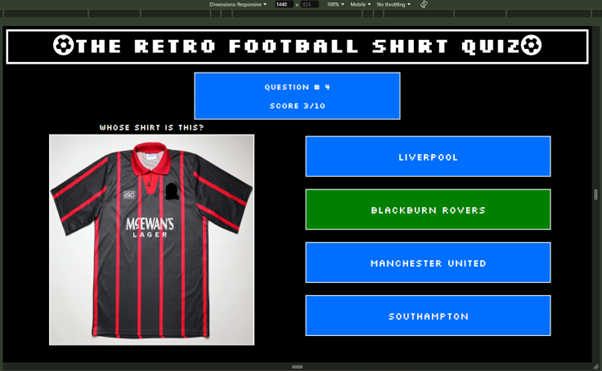 Dimensions: Responsive 1440 x 824 100% Mobile No throttling
THE RETRO FOOTBALL SHIRT QUIZ
QUESTION # 4
SCORE 3/10
WHOSE SHIRT IS THIS?
McEWAN'S
LAGER
LIVERPOOL
BLACKBURN ROVERS
MANCHESTER UNITED
SOUTHAMPTON